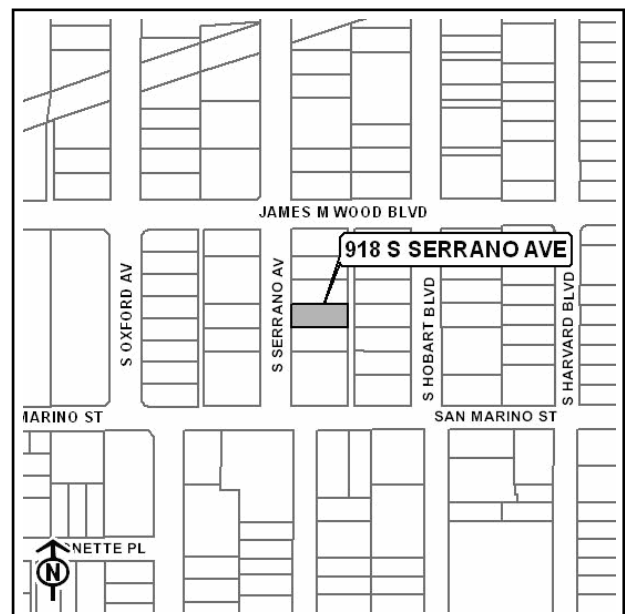 JAMES M WOOD BLVD
918 S SERRANO AVE
S OXFORD AV
S SERRANO AV
S HOBART BLVD
S HARVARD BLVD
MARINO ST
SAN MARINO ST
NETTE PL
N